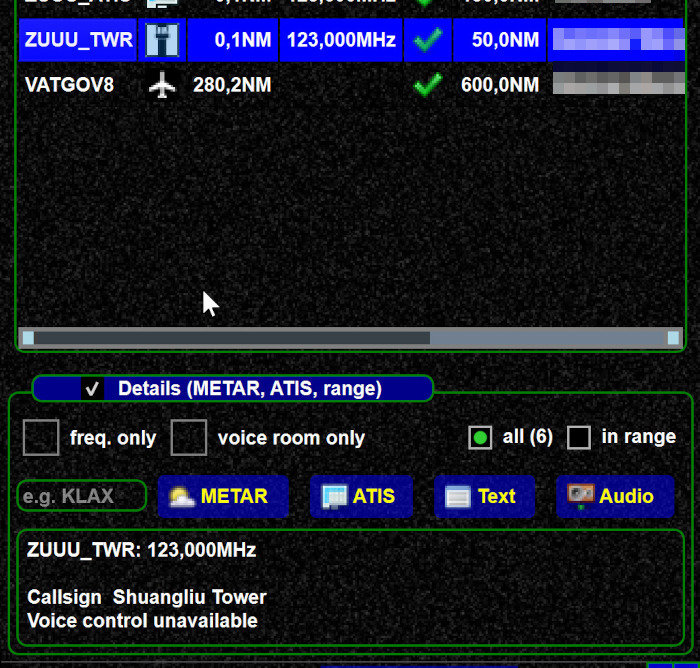 ZUUU_TWR 0,1NM 123,000MHz 50,0NM
VATGOV8 280,2NM 600,0NM
Details (METAR, ATIS, range)
freq. only voice room only all (6) in range
e.g. KLAX METAR ATIS Text Audio
ZUUU_TWR: 123,000MHz
Callsign Shuangliu Tower
Voice control unavailable